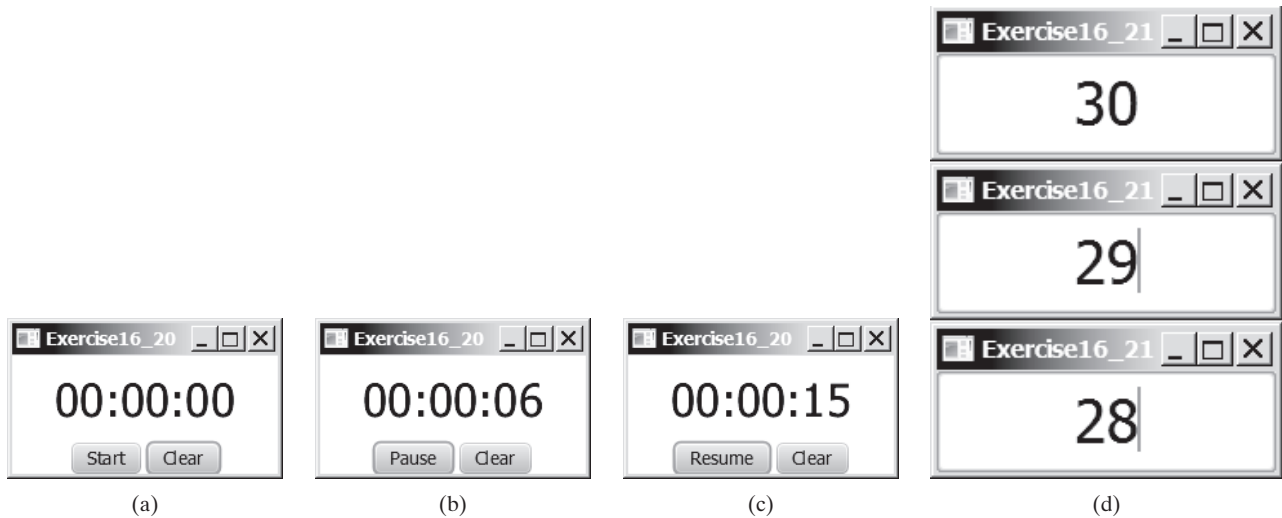 Exercise16_21
30
Exercise16_21
29
Exercise16_21
28
Exercise16_20
00:00:00
Start Clear
Exercise16_20
00:00:06
Pause Clear
Exercise16_20
00:00:15
Resume Clear
(a) (b) (c) (d)